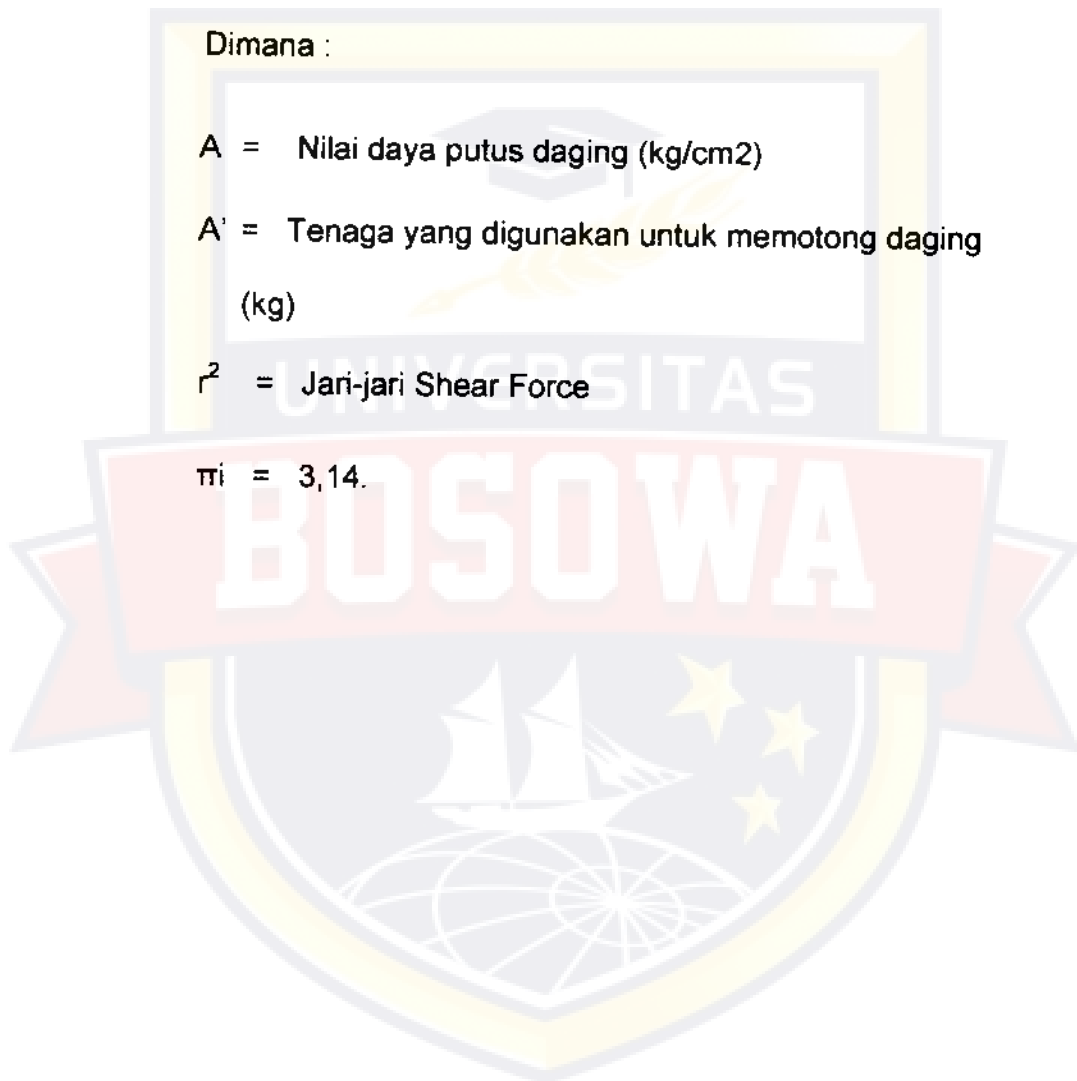 Dimana :
A = Nilai daya putus daging (kg/cm2)
A' = Tenaga yang digunakan untuk memotong daging
(kg)
r² = Jari-jari Shear Force
UNIVERSITAS
πi = 3,14.
BOSOWA